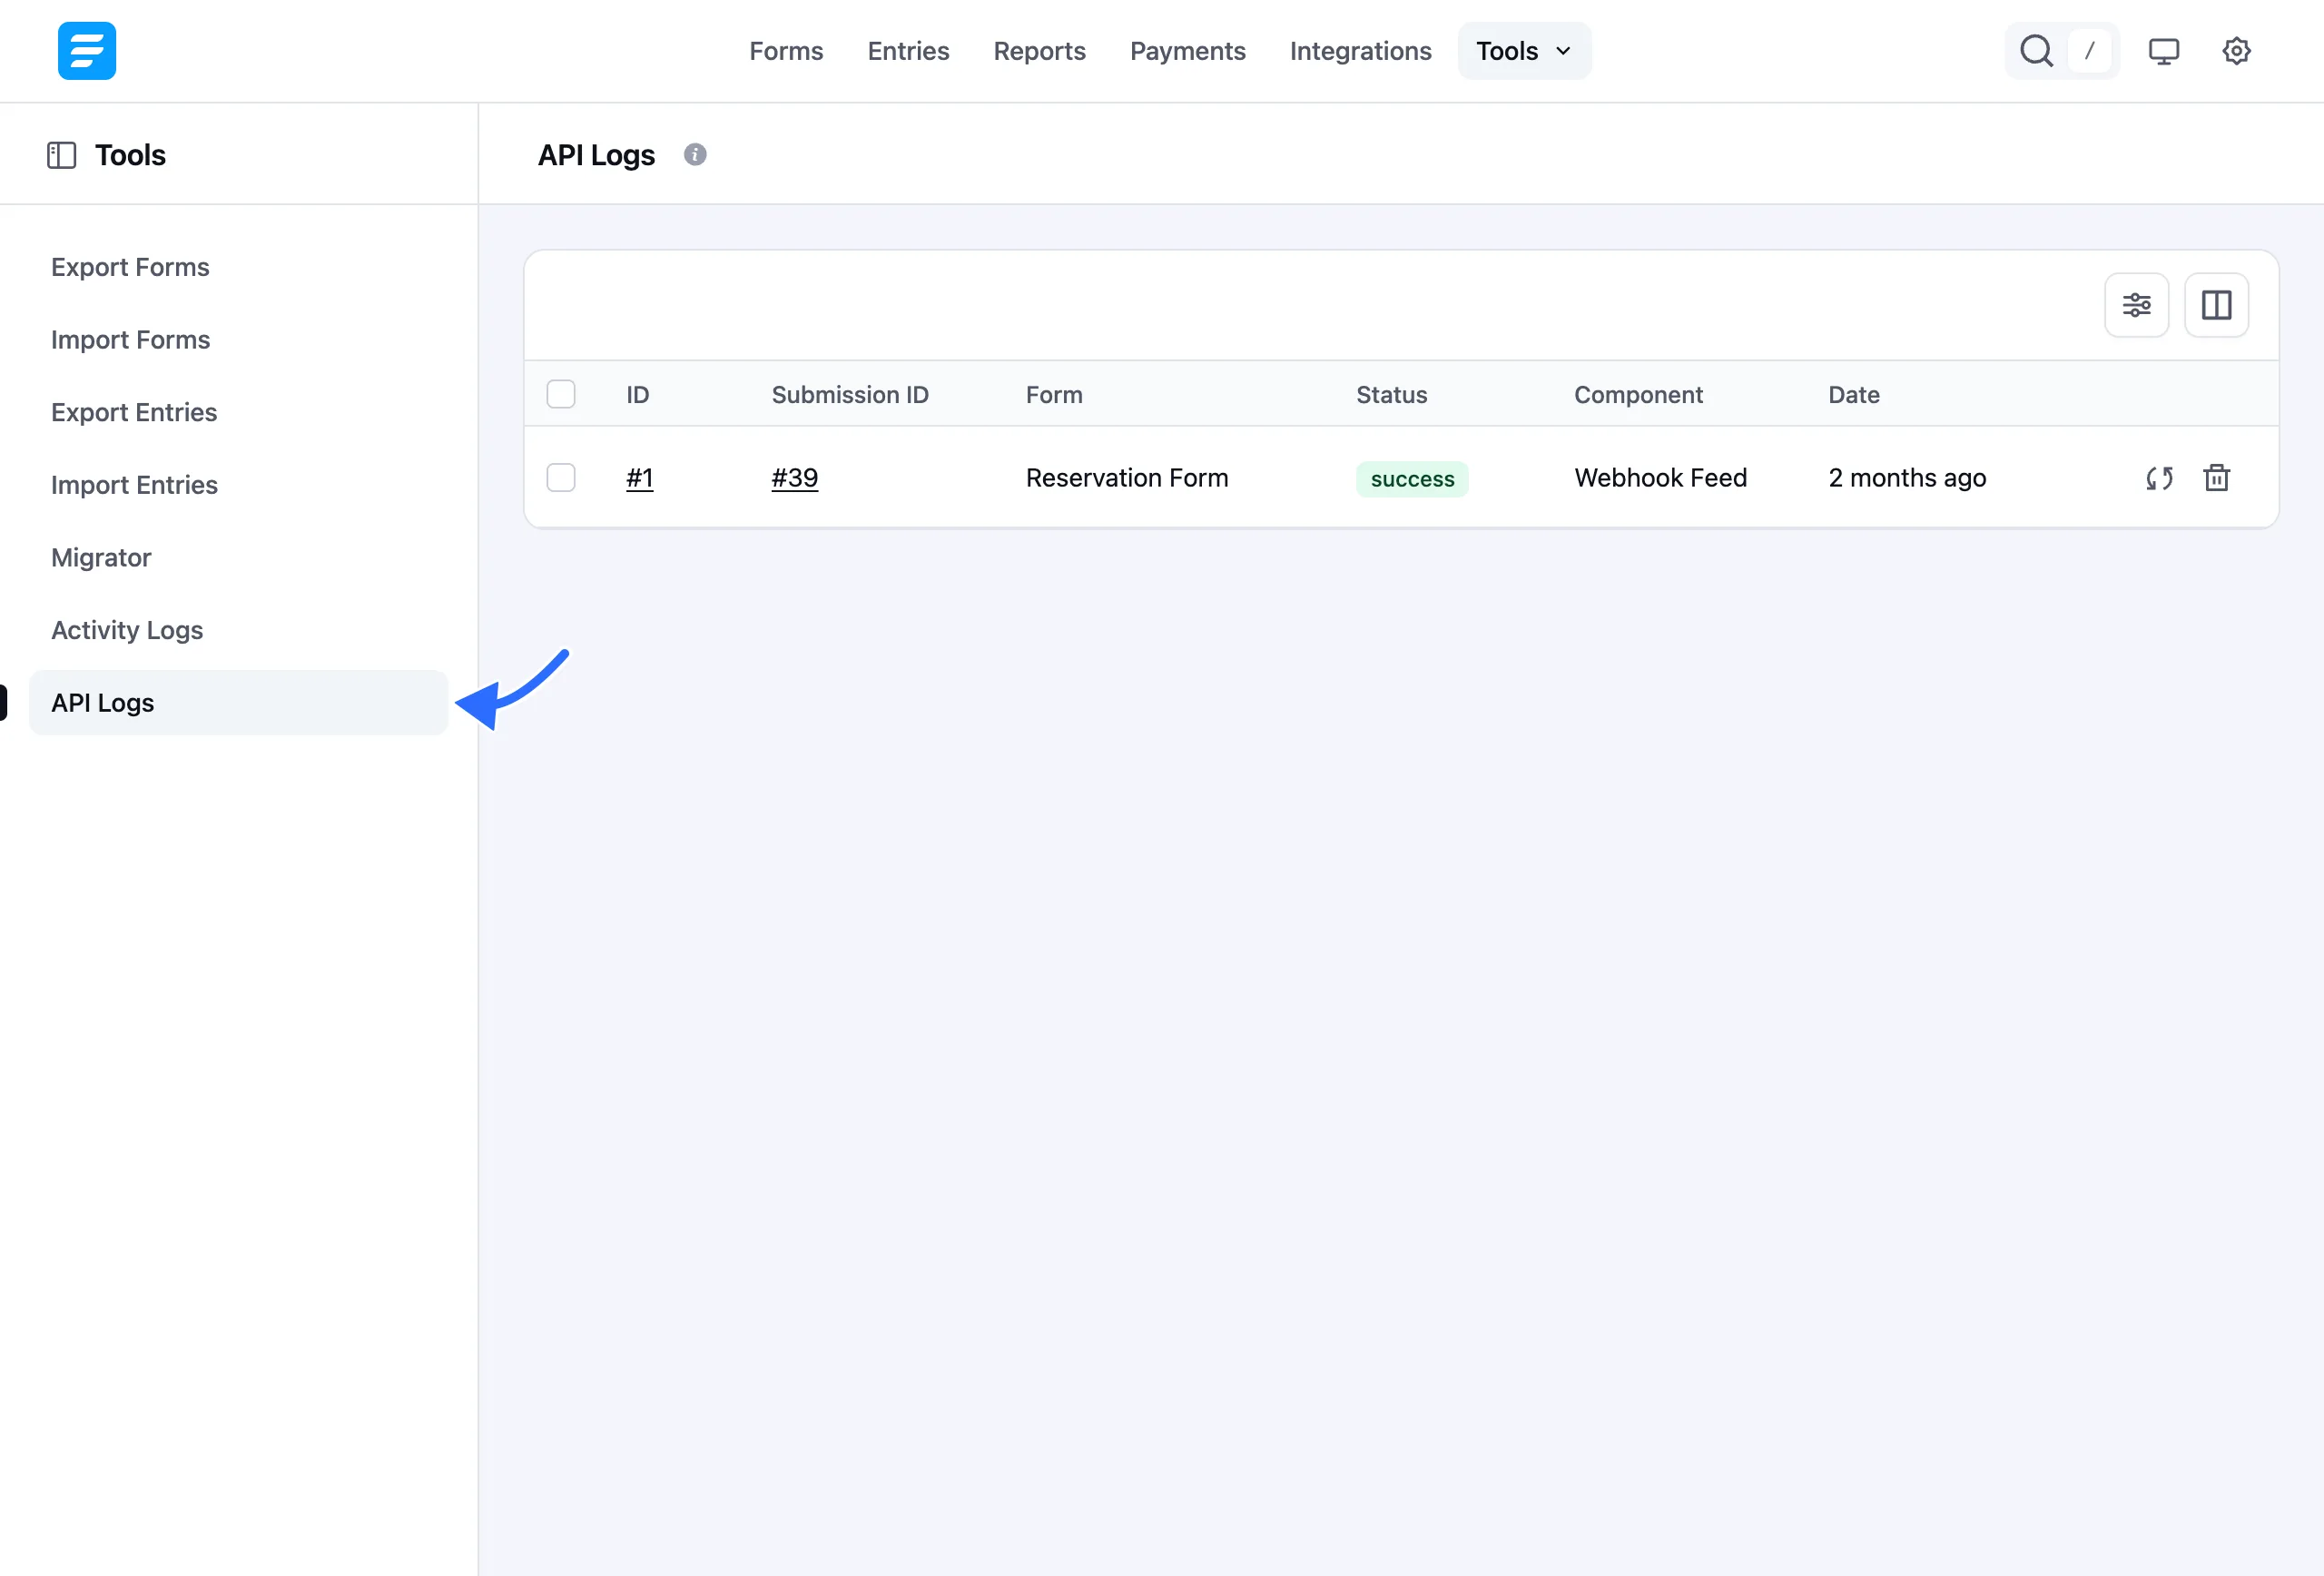 Forms Entries Reports Payments Integrations Tools /
Tools
API Logs
Export Forms
Import Forms
Export Entries
Import Entries
Migrator
Activity Logs
API Logs
ID Submission ID Form Status Component Date
#1 #39 Reservation Form success Webhook Feed 2 months ago